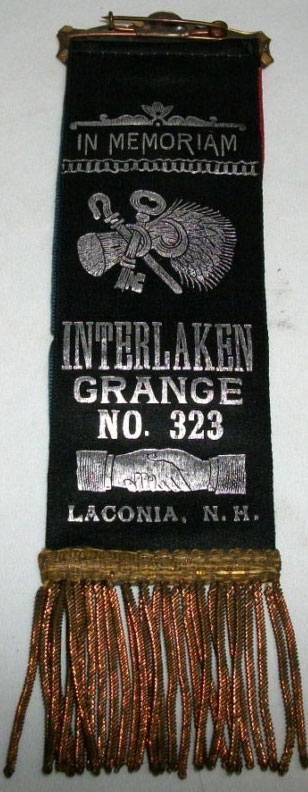 IN MEMORIAM
INTERLAKEN
GRANGE
NO. 323
LACONIA, N. H.